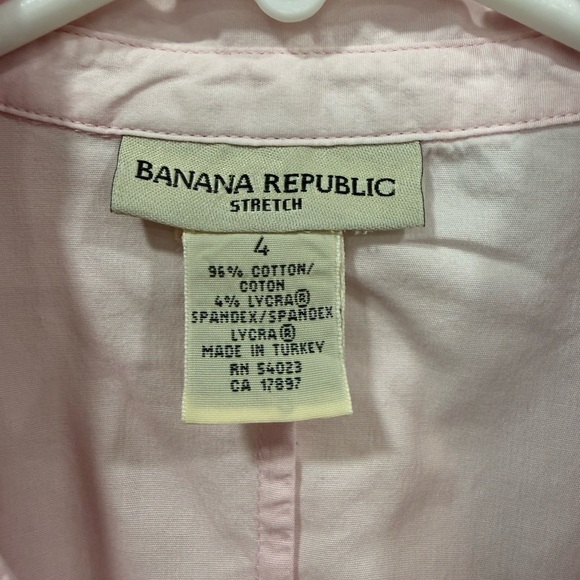 BANANA REPUBLIC
STRETCH
4
96% COTTON/
COTON
4% LYCRA®
SPANDEX/SPANDEX
LYCRA®
MADE IN TURKEY
RN 54023
CA 17897